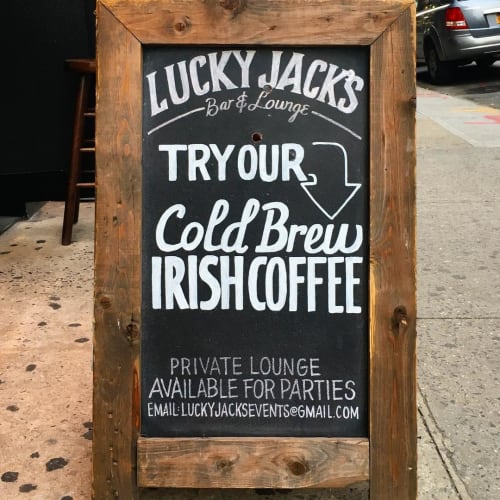 LUCKY JACK'S
Bar & Lounge
TRY OUR
Cold Brew
IRISH COFFEE
PRIVATE LOUNGE
AVAILABLE FOR PARTIES
EMAIL: LUCKYJACKSEVENTS@GMAIL.COM